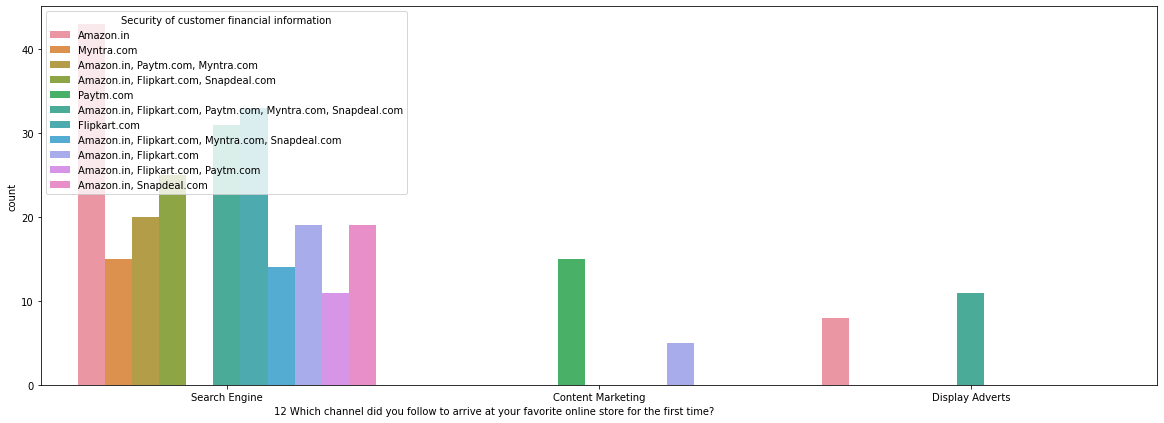 Security of customer financial information
Amazon.in
Myntra.com
Amazon.in, Paytm.com, Myntra.com
Amazon.in, Flipkart.com, Snapdeal.com
Paytm.com
Amazon.in, Flipkart.com, Paytm.com, Myntra.com, Snapdeal.com
Flipkart.com
Amazon.in, Flipkart.com, Myntra.com, Snapdeal.com
Amazon.in, Flipkart.com
Amazon.in, Flipkart.com, Paytm.com
Amazon.in, Snapdeal.com
40
30
20
10
0
count
Search Engine
Content Marketing
Display Adverts
12 Which channel did you follow to arrive at your favorite online store for the first time?